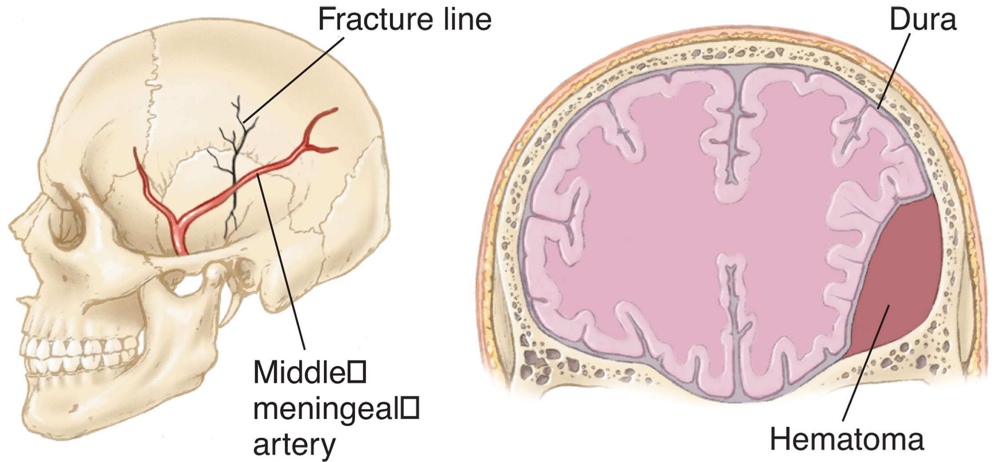 Fracture line
Dura
Middle□
meningeal□
artery
Hematoma